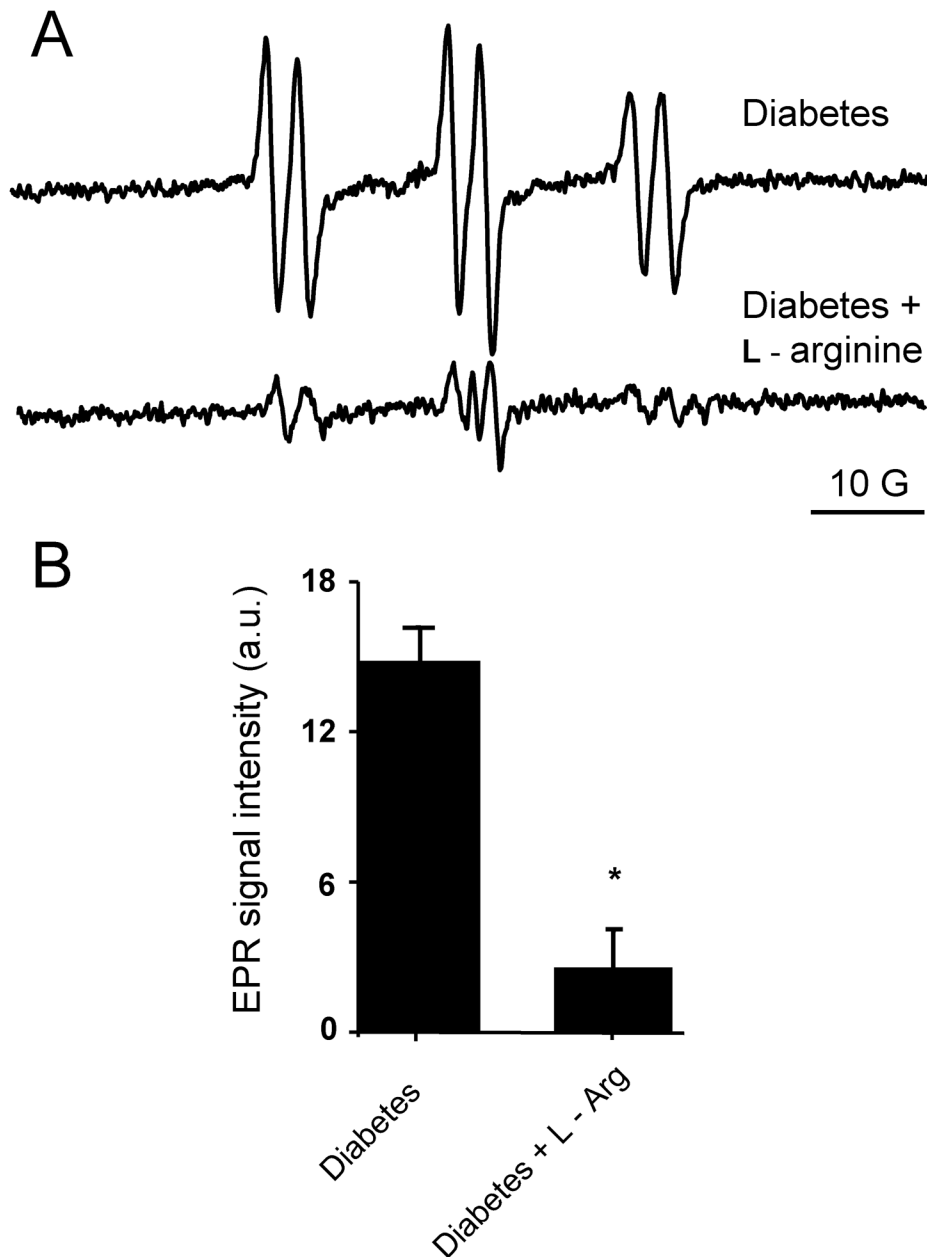 A
Diabetes
Diabetes +
L - arginine
10 G
B
EPR signal intensity (a.u.)
18
12
6
0
*
Diabetes
Diabetes + L - Arg